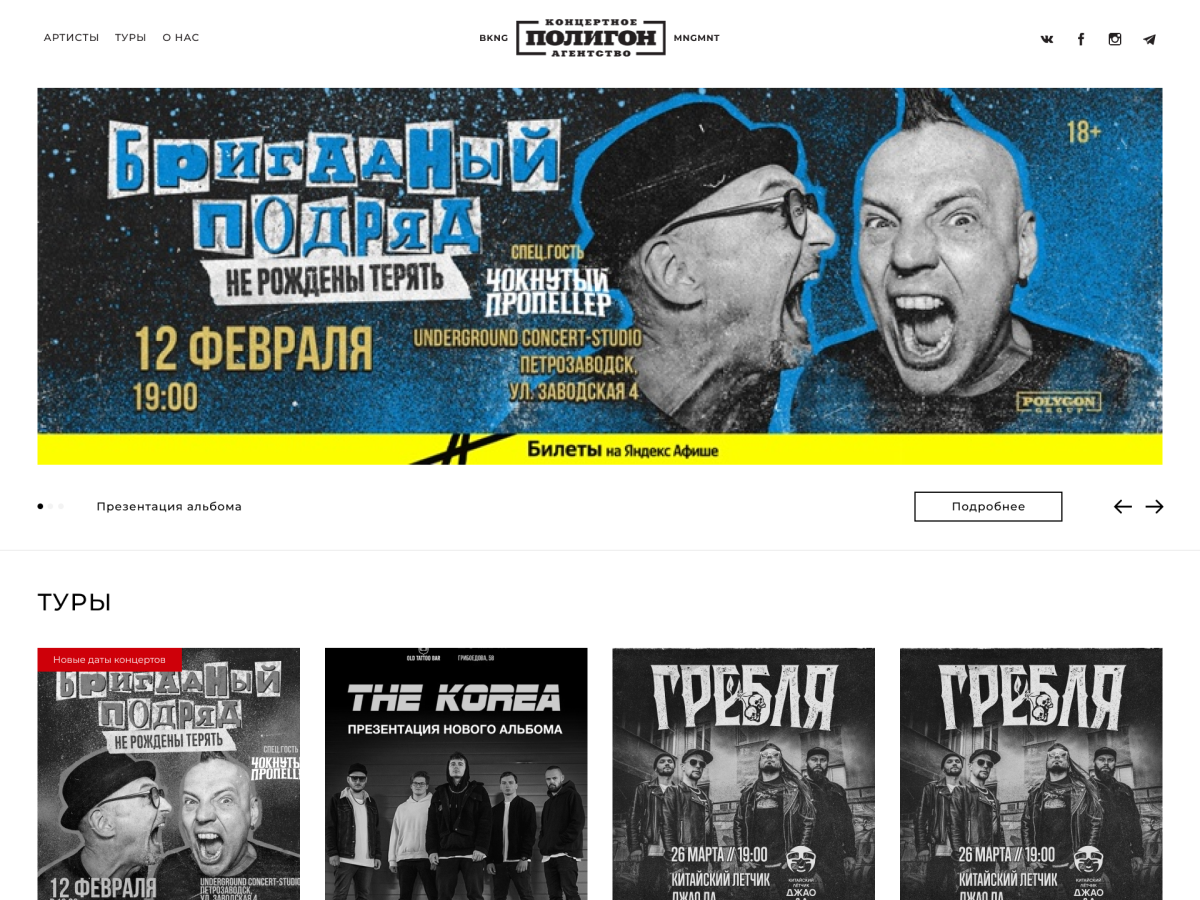 АРТИСТЫ ТУРЫ О НАС
BKNG
КОНЦЕРТНОЕ
ПОЛИГОН
АГЕНТСТВО
MNGMNT
БРИГАДНЫЙ
ПОДРЯД
НЕ РОЖДЕНЫ ТЕРЯТЬ
12 ФЕВРАЛЯ
19:00
СПЕЦ.ГОСТЬ
ЧОКНУТЫЙ
ПРОПЕЛЛЕР
UNDERGROUND CONCERT-STUDIO
ПЕТРОЗАВОДСК,
УЛ. ЗАВОДСКАЯ 4
18+
POLYGON
GROUP
Билеты на Яндекс Афише
Презентация альбома
Подробнее
ТУРЫ
Новые даты концертов
БРИГАДНЫЙ
ПОДРЯД
НЕ РОЖДЕНЫ ТЕРЯТЬ
СПЕЦ.ГОСТЬ
ЧОКНУТЫЙ
ПРОПЕЛЛ
12 ФЕВРАЛЯ
UNDERGROUND CONCERT-STUDIO
ПЕТРОЗАВОДСК,
УЛ. ЗАВОДСКАЯ 4
OLD TATTOO BAR ГРИБОЕДОВА, 58
THE KOREA
ПРЕЗЕНТАЦИЯ НОВОГО АЛЬБОМА
ГРЕБЛЯ
26 МАРТА // 19:00
КИТАЙСКИЙ ЛЕТЧИК
ДЖАО ДА
КИТАЙСКИЙ
ЛЁТЧИК
ДЖАО
ГРЕБЛЯ
26 МАРТА // 19:00
КИТАЙСКИЙ ЛЕТЧИК
ДЖАО ДА
КИТАЙСКИЙ
ЛЁТЧИК
ДЖАО